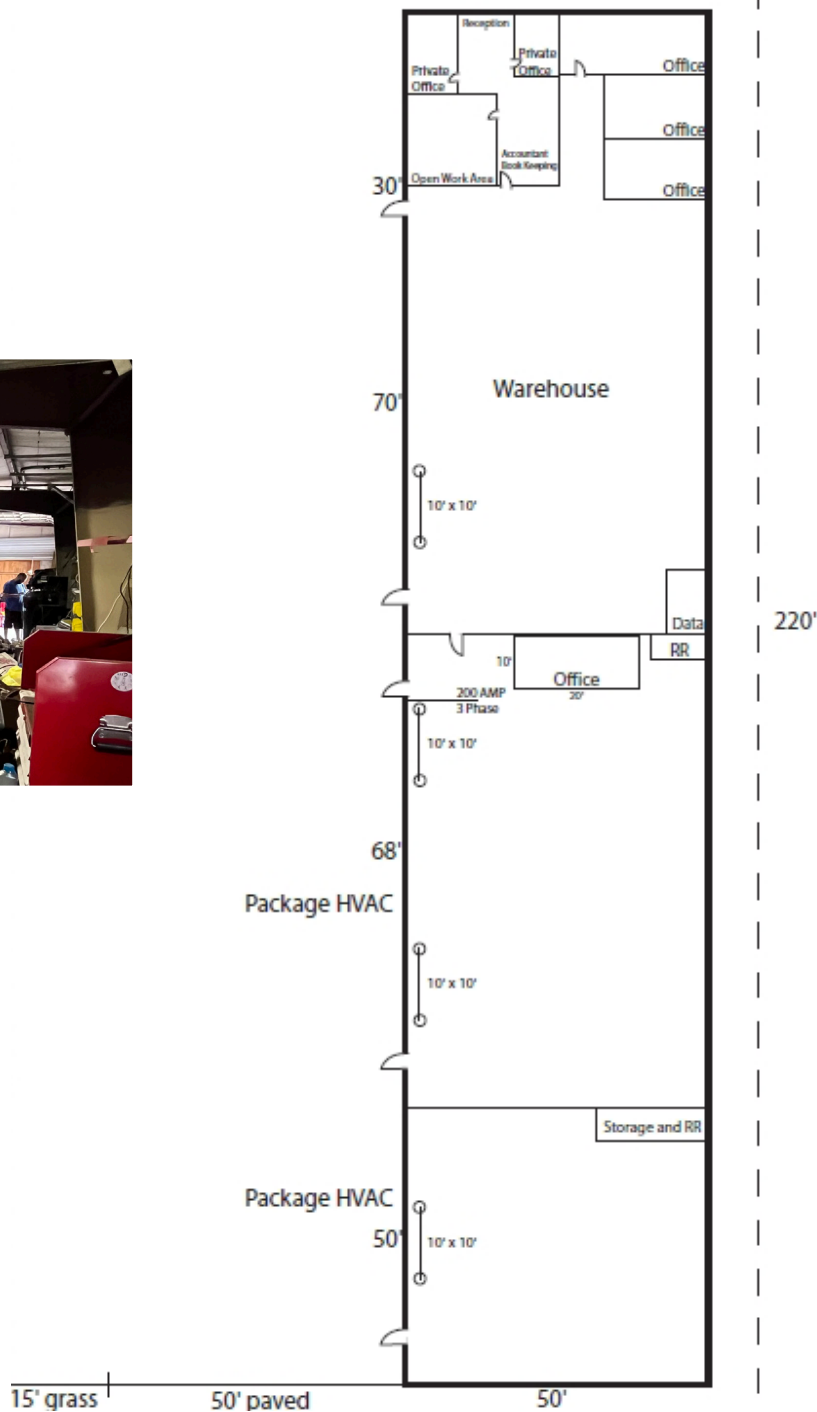 Reception
Private
Office
Private
Office
Office
Office
Accountant
Book Keeping
Open Work Area
30'
Office
70'
Warehouse
10' x 10'
Data
220'
RR
10'
Office
20'
200 AMP
3 Phase
10' x 10'
68'
Package HVAC
10' x 10'
Storage and RR
Package HVAC
50'
10' x 10'
15' grass
50' paved
50'